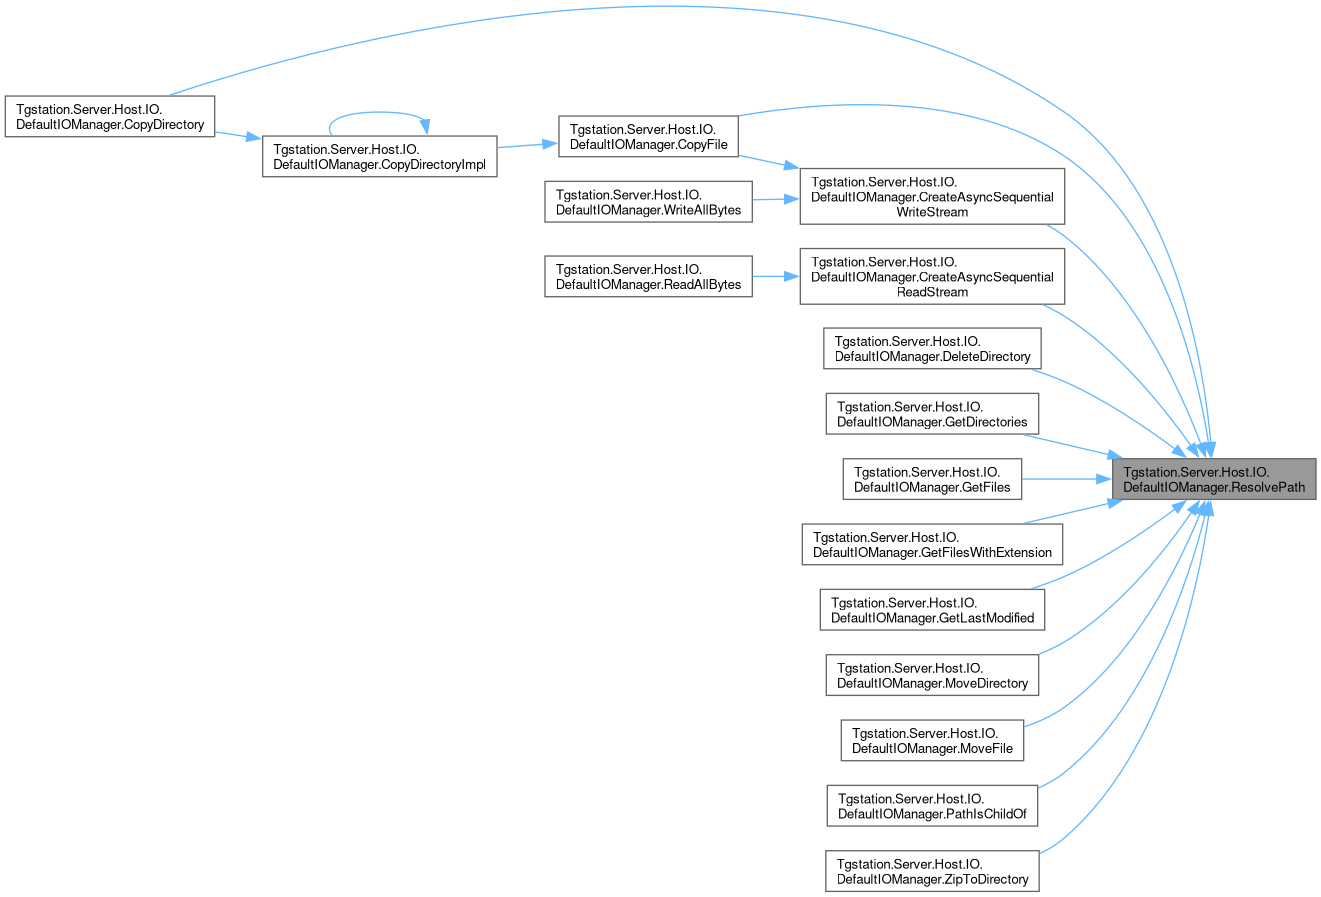 Tgstation.Server.Host.IO.
DefaultIOManager.CopyDirectory
Tgstation.Server.Host.IO.
DefaultIOManager.CopyDirectoryImpl
Tgstation.Server.Host.IO.
DefaultIOManager.CopyFile
Tgstation.Server.Host.IO.
DefaultIOManager.WriteAllBytes
Tgstation.Server.Host.IO.
DefaultIOManager.CreateAsyncSequential
WriteStream
Tgstation.Server.Host.IO.
DefaultIOManager.ReadAllBytes
Tgstation.Server.Host.IO.
DefaultIOManager.CreateAsyncSequential
ReadStream
Tgstation.Server.Host.IO.
DefaultIOManager.DeleteDirectory
Tgstation.Server.Host.IO.
DefaultIOManager.GetDirectories
Tgstation.Server.Host.IO.
DefaultIOManager.GetFiles
Tgstation.Server.Host.IO.
DefaultIOManager.ResolvePath
Tgstation.Server.Host.IO.
DefaultIOManager.GetFilesWithExtension
Tgstation.Server.Host.IO.
DefaultIOManager.GetLastModified
Tgstation.Server.Host.IO.
DefaultIOManager.MoveDirectory
Tgstation.Server.Host.IO.
DefaultIOManager.MoveFile
Tgstation.Server.Host.IO.
DefaultIOManager.PathIsChildOf
Tgstation.Server.Host.IO.
DefaultIOManager.ZipToDirectory